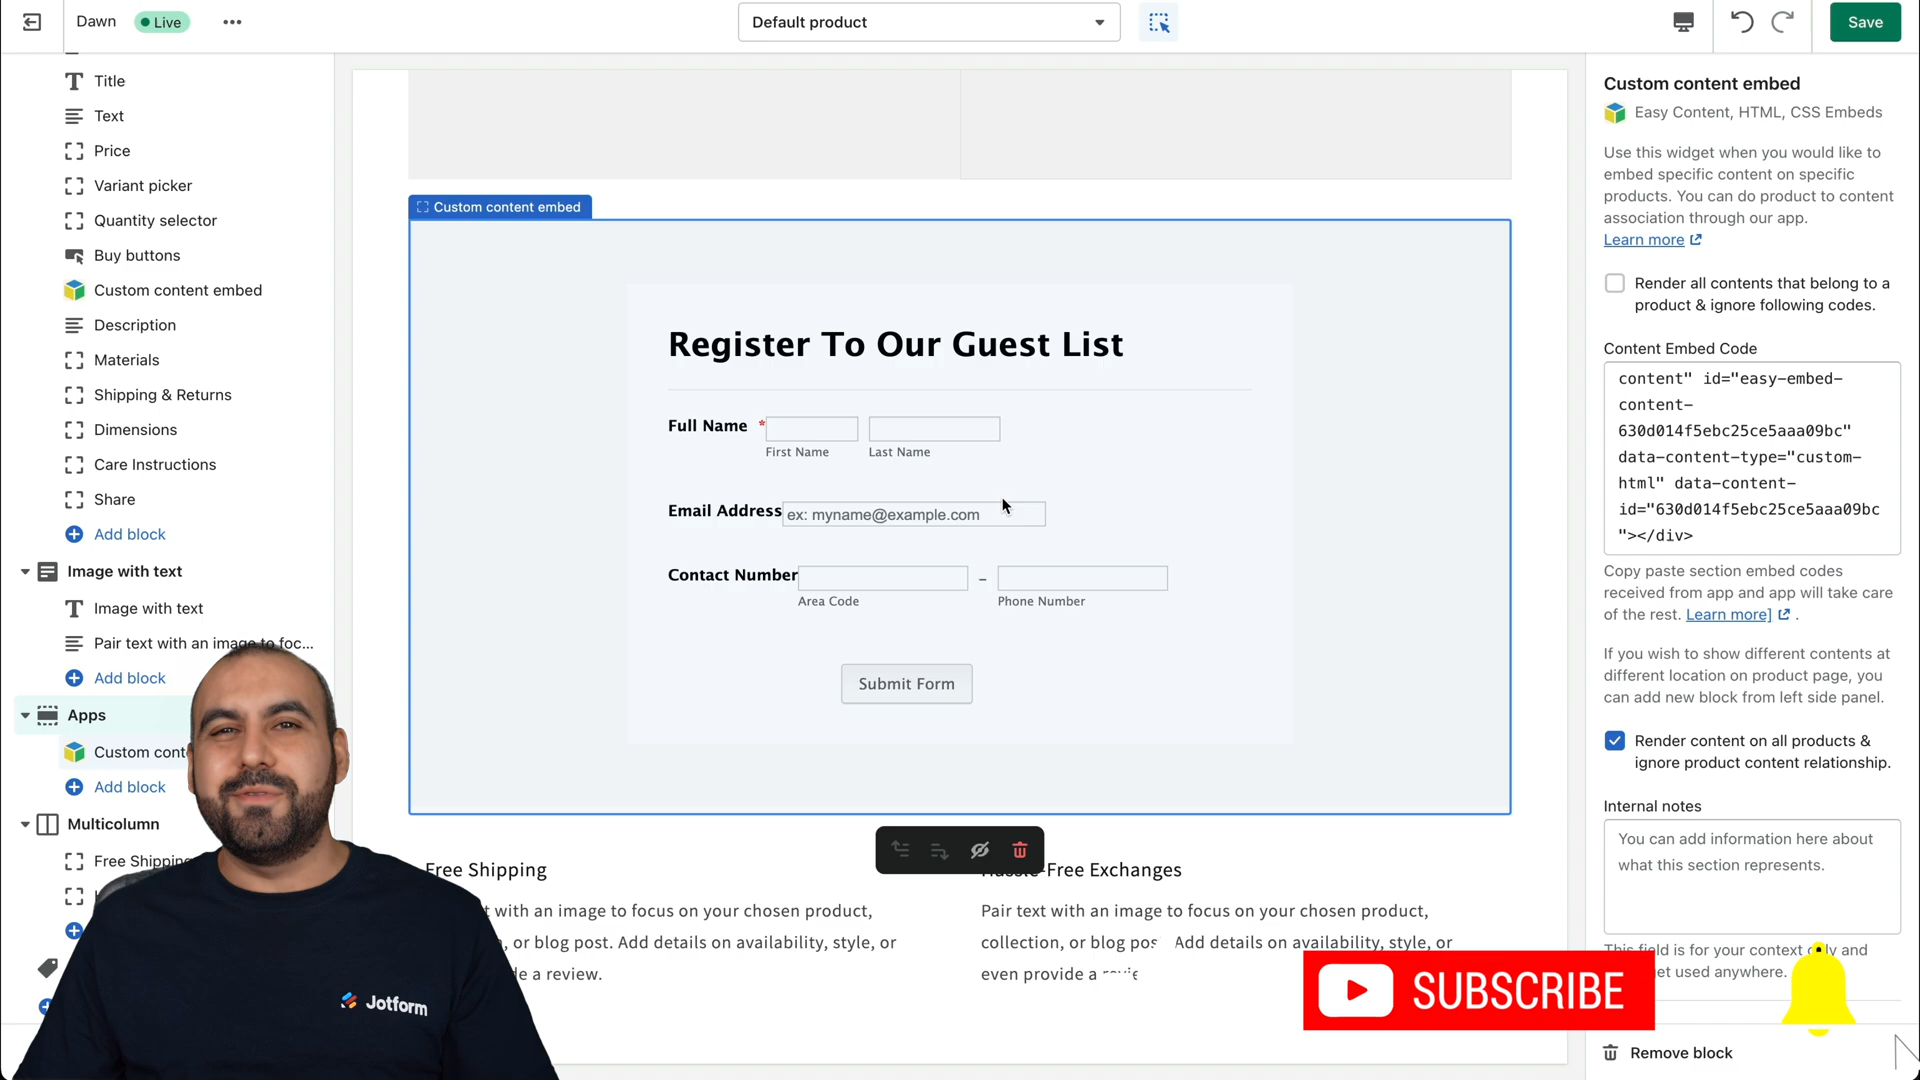 Dawn
Live
Default product
Save
Title
Text
Price
Variant picker
Quantity selector
Buy buttons
Custom content embed
Description
Materials
Shipping & Returns
Dimensions
Care Instructions
Share
Add block
Image with text
Image with text
Pair text with an image to foc...
Add block
Apps
Custom cont
Add block
Multicolumn
Free Shipping
Custom content embed
Register To Our Guest List
Full Name *
First Name
Last Name
Email Address
ex: myname@example.com
Contact Number
-
Area Code
Phone Number
Submit Form
Free Shipping
with an image to focus on your chosen product,
, or blog post. Add details on availability, style, or
de a review.
Hassle-Free Exchanges
Pair text with an image to focus on your chosen product,
collection, or blog pos Add details on availability, style, or
even provide a
Jotform
SUBSCRIBE
Custom content embed
Easy Content, HTML, CSS Embeds
Use this widget when you would like to
embed specific content on specific
products. You can do product to content
association through our app.
Learn more
Render all contents that belong to a
product & ignore following codes.
Content Embed Code
content" id="easy-embed-
content-
630d014f5ebc25ce5aaa09bc"
data-content-type="custom-
html" data-content-
id="630d014f5ebc25ce5aaa09bc
"></div>
Copy paste section embed codes
received from app and app will take care
of the rest. Learn more] .
If you wish to show different contents at
different location on product page, you
can add new block from left side panel.
Render content on all products &
ignore product content relationship.
Internal notes
You can add information here about
what this section represents.
This field is for your context only and
get used anywhere.
Remove block